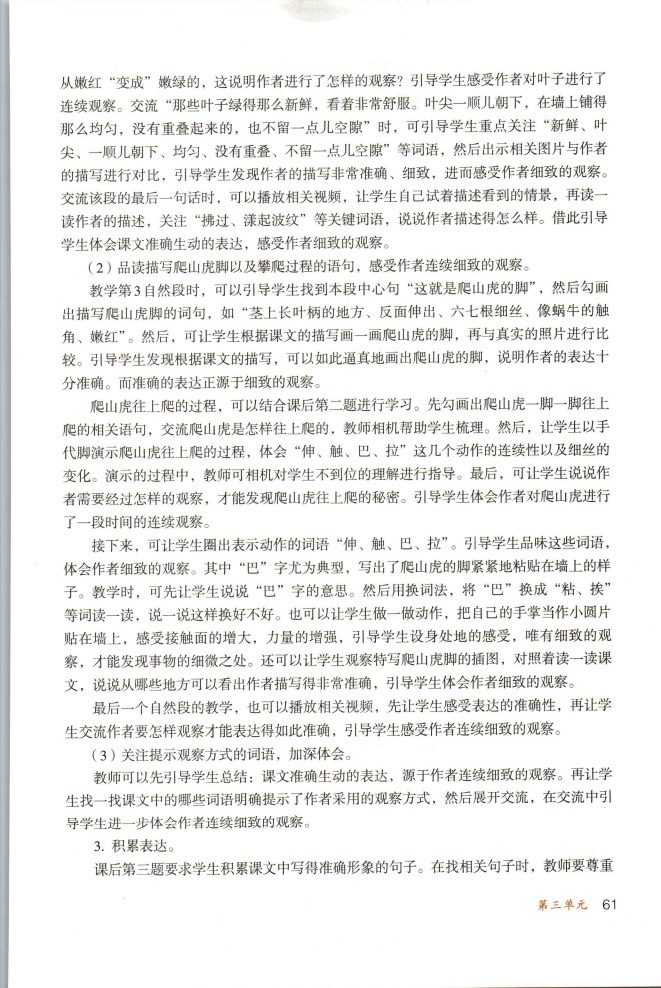 从嫩红“变成”嫩绿的，这说明作者进行了怎样的观察？引导学生感受作者对叶子进行了
连续观察。交流“那些叶子绿得那么新鲜，看着非常舒服。叶尖一顺儿朝下，在墙上铺得
那么均匀，没有重叠起来的，也不留一点儿空隙”时，可引导学生重点关注“新鲜、叶
尖、一顺儿朝下、均匀、没有重叠、不留一点儿空隙”等词语，然后出示相关图片与作者
的描写进行对比，引导学生发现作者的描写非常准确、细致，进而感受作者细致的观察。
交流该段的最后一句话时，可以播放相关视频，让学生自己试着描述看到的情景，再读一
读作者的描述，关注“拂过、漾起波纹”等关键词语，说说作者描述得怎么样。借此引导
学生体会课文准确生动的表达，感受作者细致的观察。
（2）品读描写爬山虎脚以及攀爬过程的语句，感受作者连续细致的观察。
教学第3自然段时，可以引导学生找到本段中心句“这就是爬山虎的脚”，然后勾画
出描写爬山虎脚的词句，如“茎上长叶柄的地方、反面伸出、六七根细丝、像蜗牛的触
角、嫩红”。然后，可让学生根据课文的描写画一画爬山虎的脚，再与真实的照片进行比
较。引导学生发现根据课文的描写，可以如此逼真地画出爬山虎的脚，说明作者的表达十
分准确。而准确的表达正源于细致的观察。
爬山虎往上爬的过程，可以结合课后第二题进行学习。先勾画出爬山虎一脚一脚往上
爬的相关语句，交流爬山虎是怎样往上爬的，教师相机帮助学生梳理。然后，让学生以手
代脚演示爬山虎往上爬的过程，体会“伸、触、巴、拉”这几个动作的连续性以及细丝的
变化。演示的过程中，教师可相机对学生不到位的理解进行指导。最后，可让学生说说作
者需要经过怎样的观察，才能发现爬山虎往上爬的秘密。引导学生体会作者对爬山虎进行
了一段时间的连续观察。
接下来，可让学生圈出表示动作的词语“伸、触、巴、拉”。引导学生品味这些词语，
体会作者细致的观察。其中“巴”字尤为典型，写出了爬山虎的脚紧紧地粘贴在墙上的样
子。教学时，可先让学生说说“巴”字的意思。然后用换词法，将“巴”换成“粘、挨”
等词读一读，说一说这样换好不好。也可以让学生做一做动作，把自己的手掌当作小圆片
贴在墙上，感受接触面的增大，力量的增强，引导学生设身处地的感受，唯有细致的观
察，才能发现事物的细微之处。还可以让学生观察特写爬山虎脚的插图，对照着读一读课
文，说说从哪些地方可以看出作者描写得非常准确，引导学生体会作者细致的观察。
最后一个自然段的教学，也可以播放相关视频，先让学生感受表达的准确性，再让学
生交流作者要怎样观察才能表达得如此准确，引导学生感受作者连续细致的观察。
（3）关注提示观察方式的词语，加深体会。
教师可以先引导学生总结：课文准确生动的表达，源于作者连续细致的观察。再让学
生找一找课文中的哪些词语明确提示了作者采用的观察方式，然后展开交流，在交流中引
导学生进一步体会作者连续细致的观察。
3. 积累表达。
课后第三题要求学生积累课文中写得准确形象的句子。在找相关句子时，教师要尊重
第三单元 61